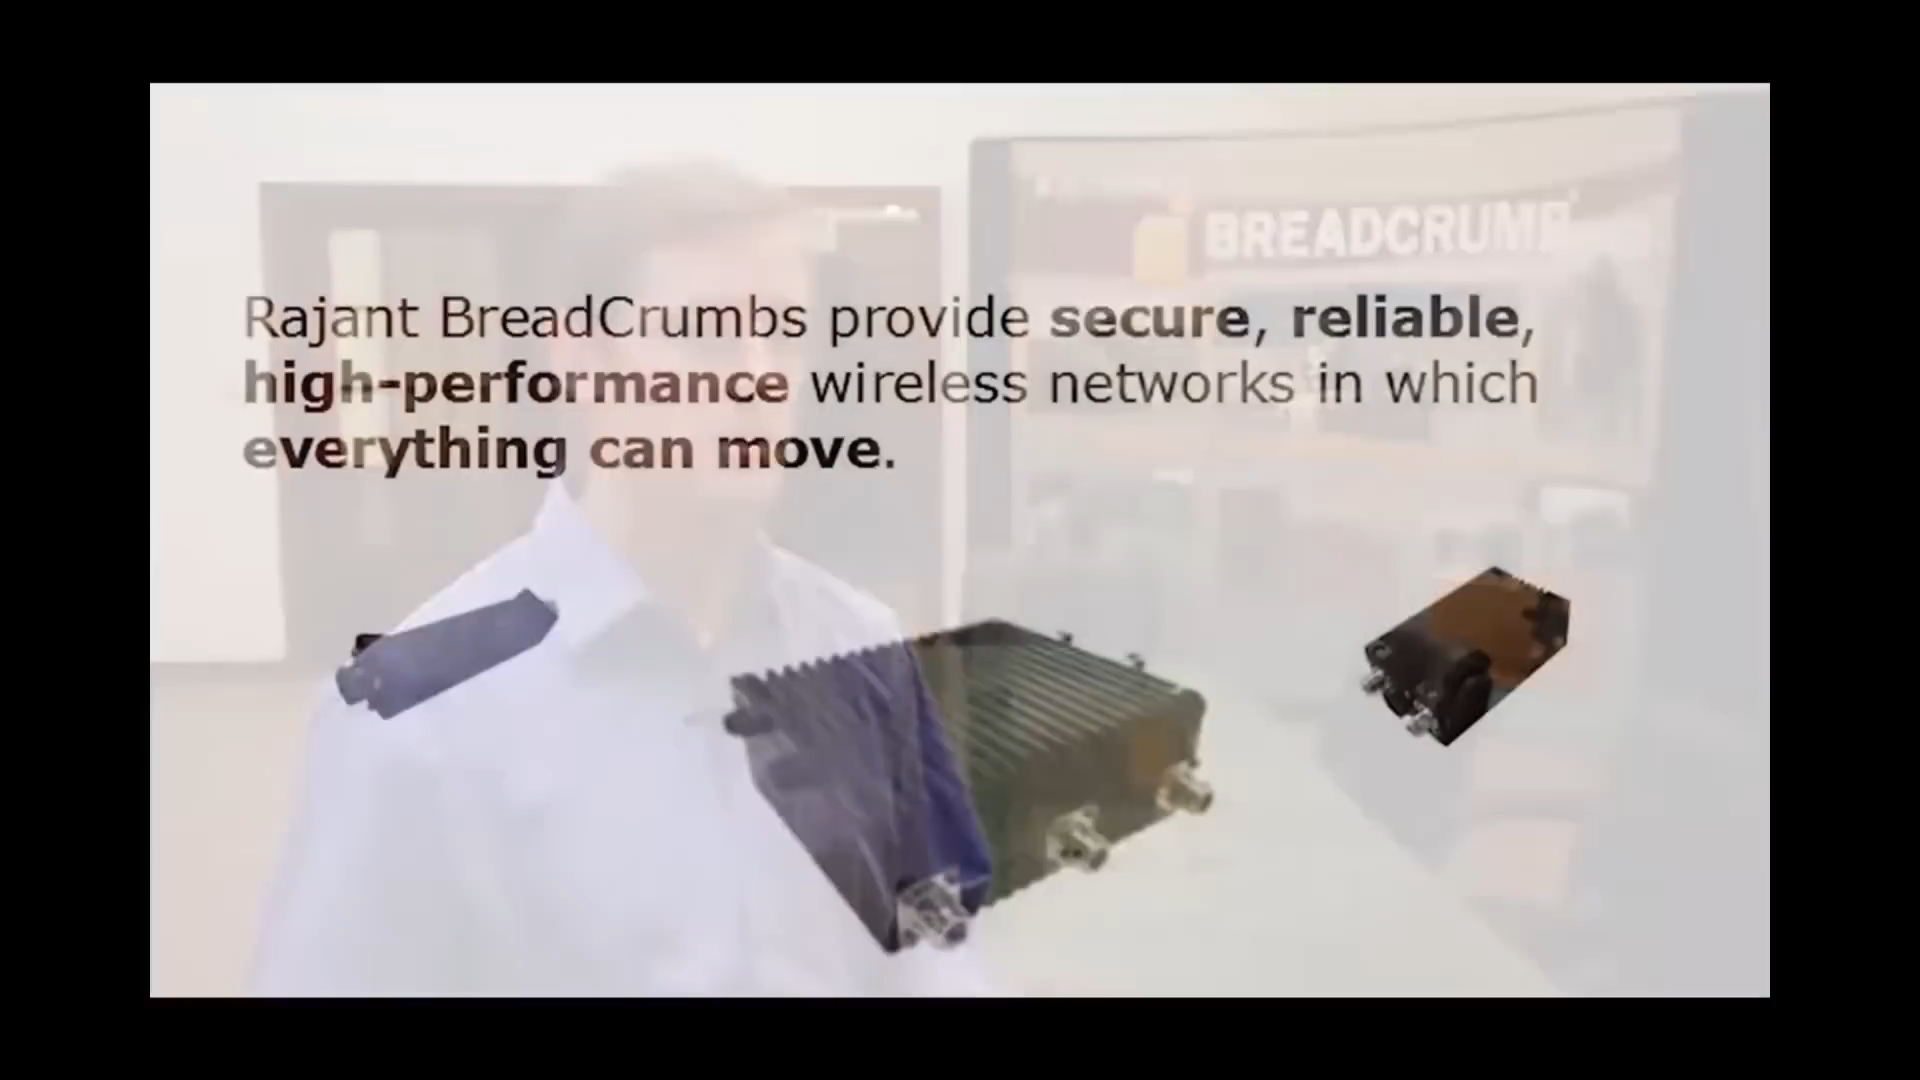 BREADCRUMB
Rajant BreadCrumbs provide secure, reliable,
high-performance wireless networks in which
everything can move.